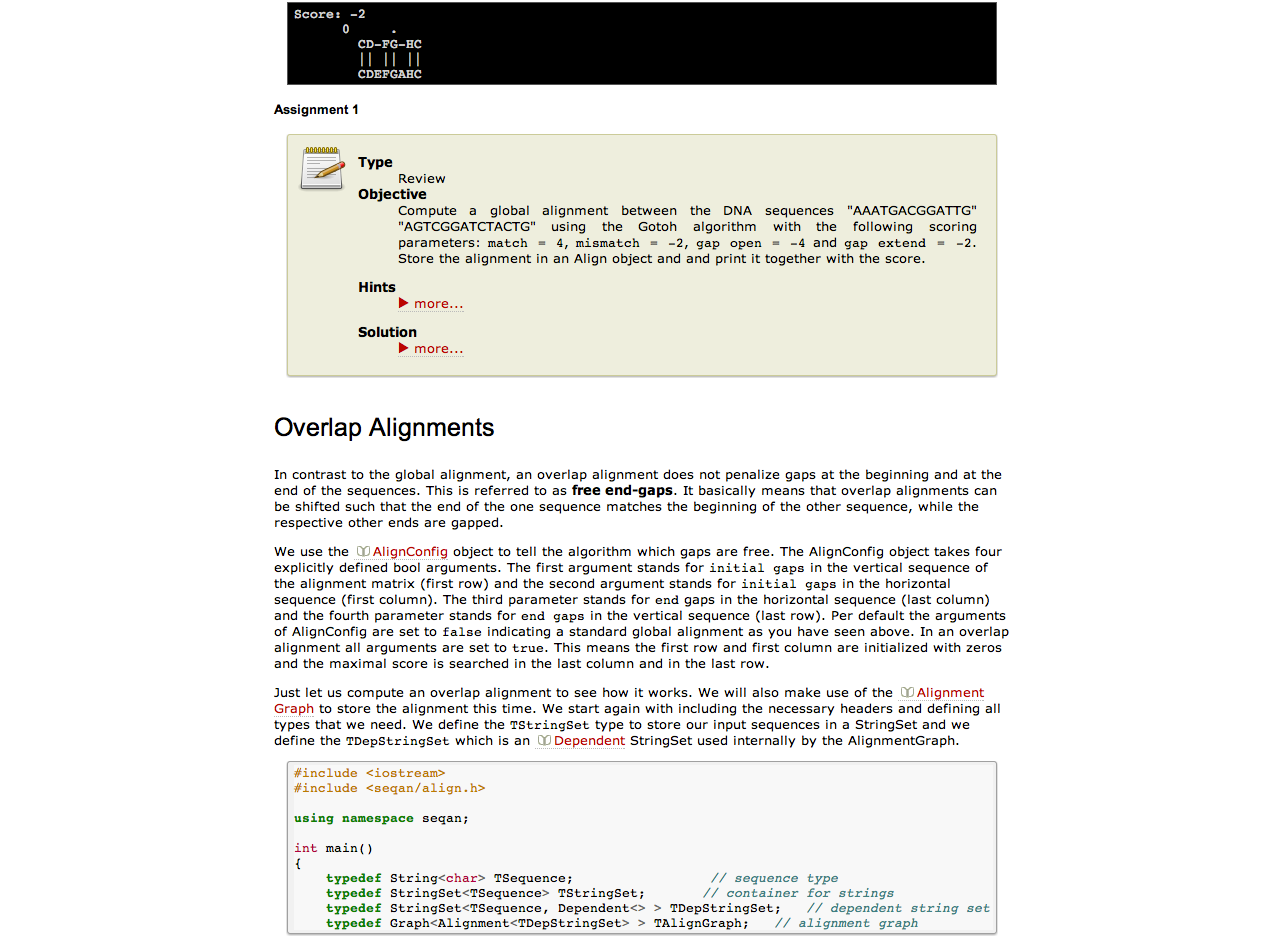 Score: -2
      0     .
        CD-FG-HC
        || || ||
        CDEFGAHC
Assignment 1
Type
Review
Objective
Compute a global alignment between the DNA sequences "AAATGACGGATTG"
"AGTCGGATCTACTG" using the Gotoh algorithm with the following scoring
parameters: match = 4, mismatch = -2, gap open = -4 and gap extend = -2.
Store the alignment in an Align object and and print it together with the score.
Hints
▶ more...
Solution
▶ more...
Overlap Alignments
In contrast to the global alignment, an overlap alignment does not penalize gaps at the beginning and at the
end of the sequences. This is referred to as free end-gaps. It basically means that overlap alignments can
be shifted such that the end of the one sequence matches the beginning of the other sequence, while the
respective other ends are gapped.
We use the AlignConfig object to tell the algorithm which gaps are free. The AlignConfig object takes four
explicitly defined bool arguments. The first argument stands for initial gaps in the vertical sequence of
the alignment matrix (first row) and the second argument stands for initial gaps in the horizontal
sequence (first column). The third parameter stands for end gaps in the horizontal sequence (last column)
and the fourth parameter stands for end gaps in the vertical sequence (last row). Per default the arguments
of AlignConfig are set to false indicating a standard global alignment as you have seen above. In an overlap
alignment all arguments are set to true. This means the first row and first column are initialized with zeros
and the maximal score is searched in the last column and in the last row.
Just let us compute an overlap alignment to see how it works. We will also make use of the Alignment
Graph to store the alignment this time. We start again with including the necessary headers and defining all
types that we need. We define the TStringSet type to store our input sequences in a StringSet and we
define the TDepStringSet which is an Dependent StringSet used internally by the AlignmentGraph.
#include <iostream>
#include <seqan/align.h>
using namespace seqan;
int main()
{
    typedef String<char> TSequence;                 // sequence type
    typedef StringSet<TSequence> TStringSet;       // container for strings
    typedef StringSet<TSequence, Dependent<> > TDepStringSet;   // dependent string set
    typedef Graph<Alignment<TDepStringSet> > TAlignGraph;   // alignment graph